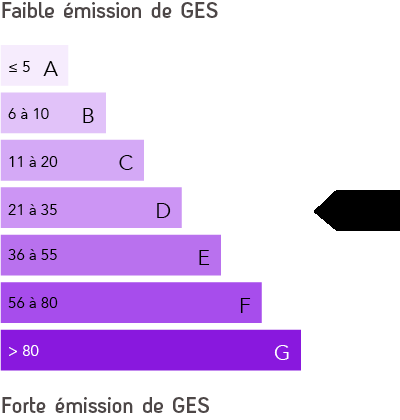 Faible émission de GES
≤ 5 A
6 à 10 B
11 à 20 C
21 à 35 D
36 à 55 E
56 à 80 F
> 80 G
Forte émission de GES